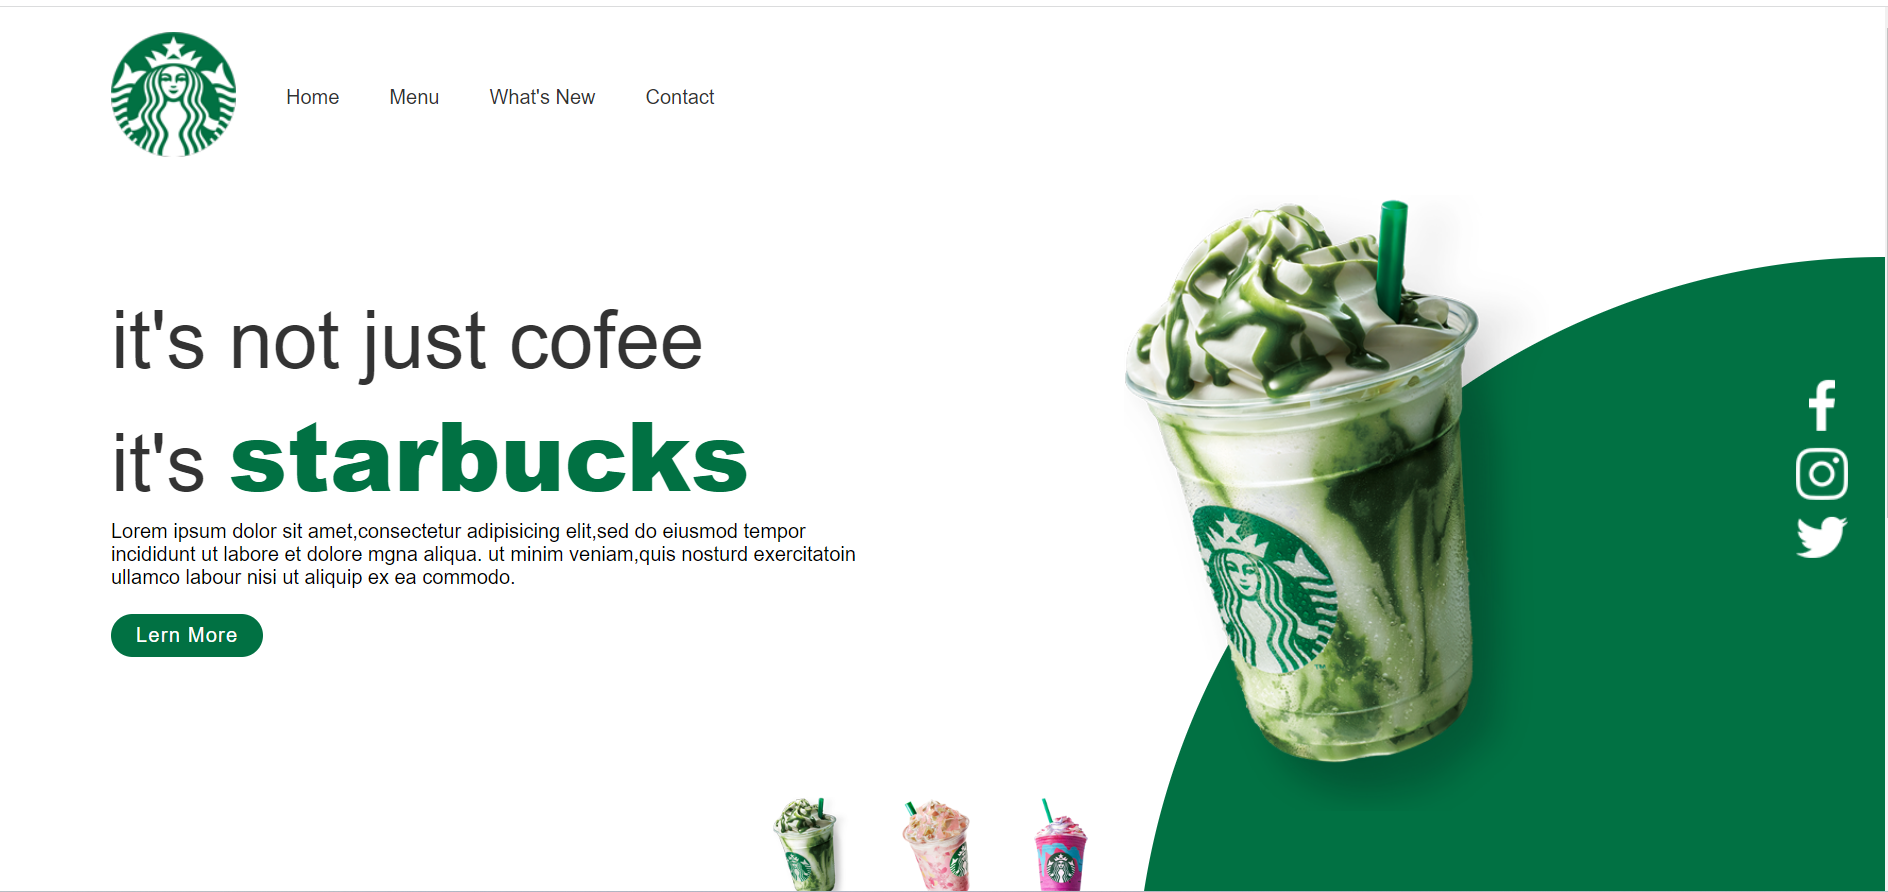 Home Menu What's New Contact
it's not just cofee
it's starbucks
Lorem ipsum dolor sit amet,consectetur adipisicing elit,sed do eiusmod tempor
incididunt ut labore et dolore mgna aliqua. ut minim veniam,quis nosturd exercitatoin
ullamco labour nisi ut aliquip ex ea commodo.
Lern More